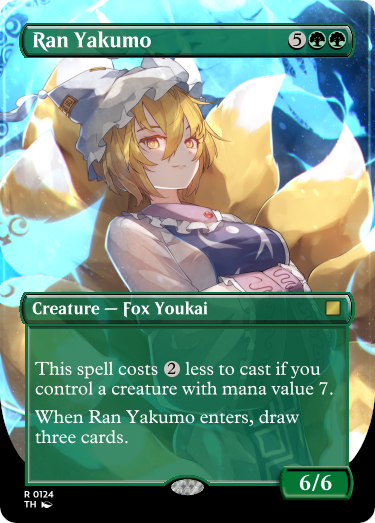 Ran Yakumo 5
Creature — Fox Youkai
This spell costs 2 less to cast if you
control a creature with mana value 7.
When Ran Yakumo enters, draw
three cards.
6/6
R 0124
TH